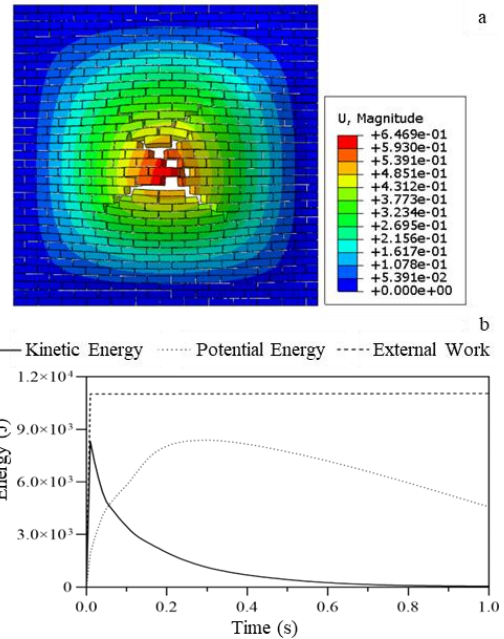 a
U, Magnitude
+6.469e-01
+5.930e-01
+5.391e-01
+4.851e-01
+4.312e-01
+3.773e-01
+3.234e-01
+2.695e-01
+2.156e-01
+1.617e-01
+1.078e-01
+5.391e-02
+0.000e+00
b
Kinetic Energy Potential Energy External Work
1.2×10⁴
9.0×10³
6.0×10³
3.0×10³
0
Energy (J)
0.0 0.2 0.4 0.6 0.8 1.0
Time (s)